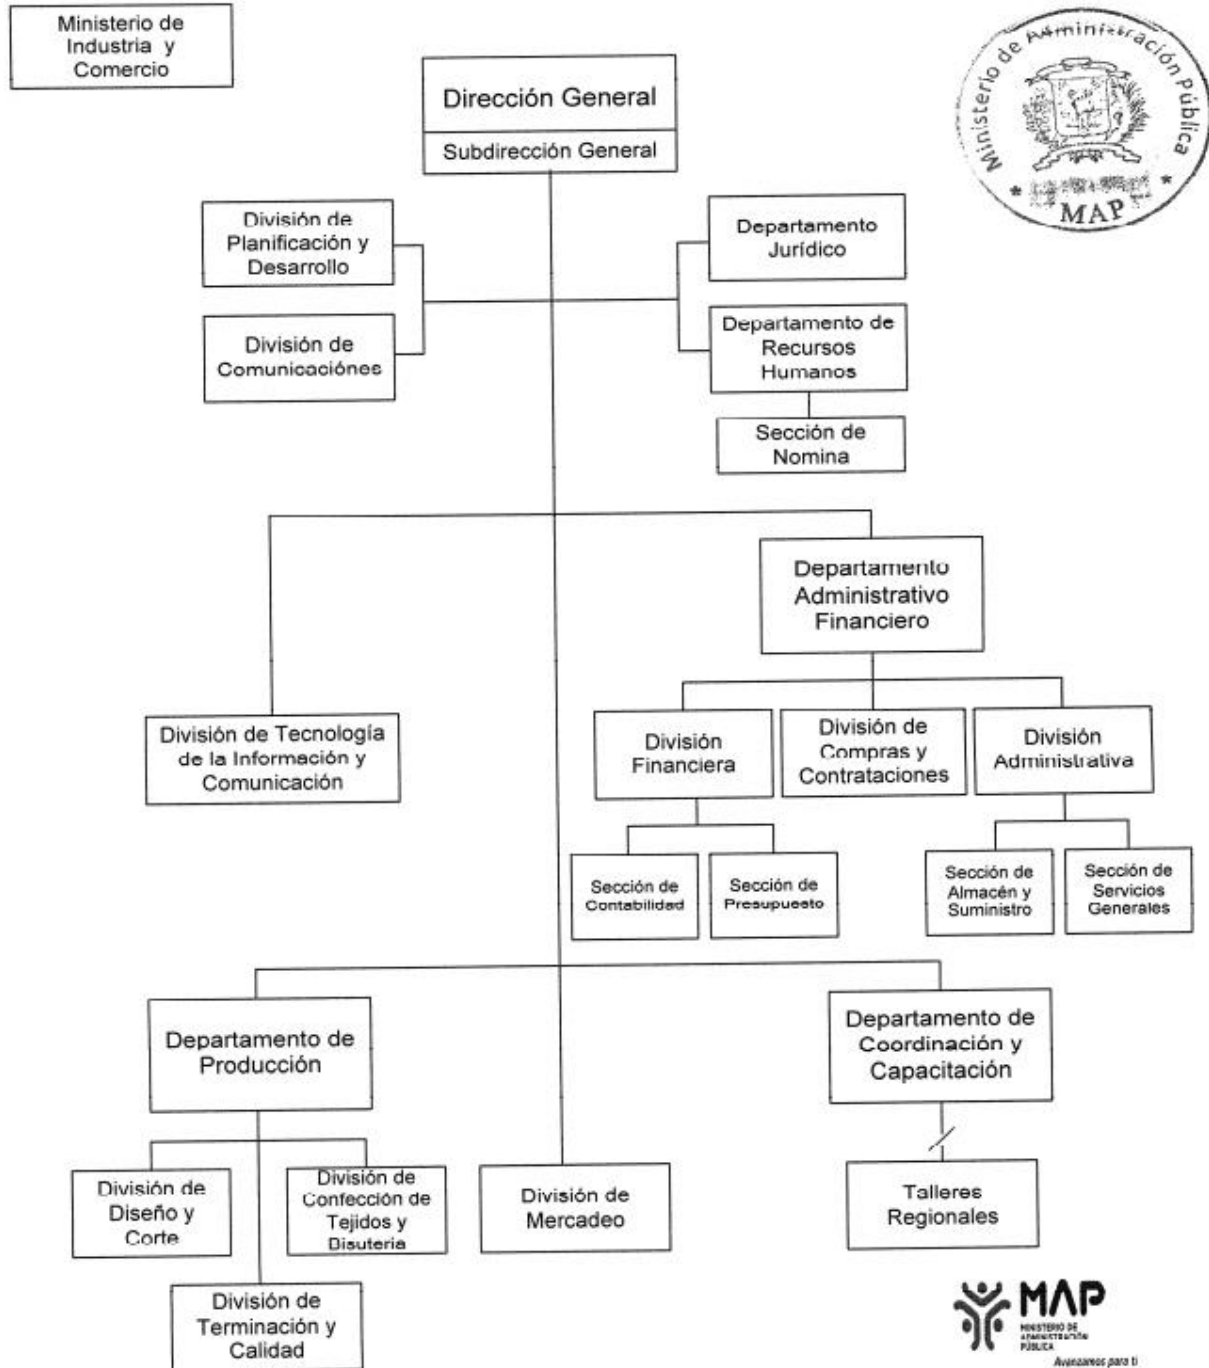 Ministerio de
Industria y
Comercio
Dirección General
Subdirección General
Ministerio de Administración Pública
* MAP *
División de
Planificación y
Desarrollo
Departamento
Jurídico
División de
Comunicaciónes
Departamento de
Recursos
Humanos
Sección de
Nomina
Departamento
Administrativo
Financiero
División de Tecnología
de la Información y
Comunicación
División
Financiera
División de
Compras y
Contrataciones
División
Administrativa
Sección de
Contabilidad
Sección de
Presupuesto
Sección de
Almacén y
Suministro
Sección de
Servicios
Generales
Departamento de
Producción
Departamento de
Coordinación y
Capacitación
División de
Diseño y
Corte
División de
Confección de
Tejidos y
Bisuteria
División de
Mercadeo
Talleres
Regionales
División de
Terminación y
Calidad
MAP
MINISTERIO DE
ADMINISTRACIÓN
PÚBLICA
Avanzamos para ti